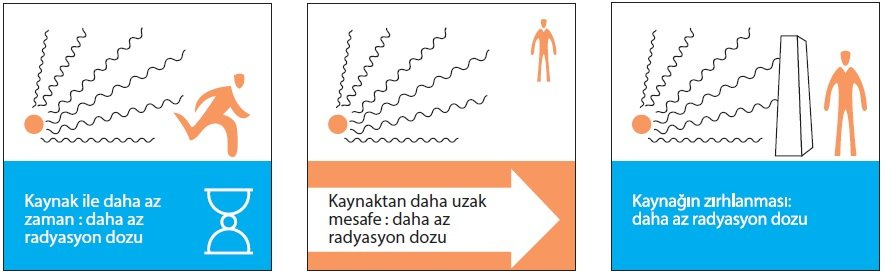 Kaynak ile daha az
zaman : daha az
radyasyon dozu
Kaynaktan daha uzak
mesafe : daha az
radyasyon dozu
Kaynağın zırhlanması:
daha az radyasyon dozu